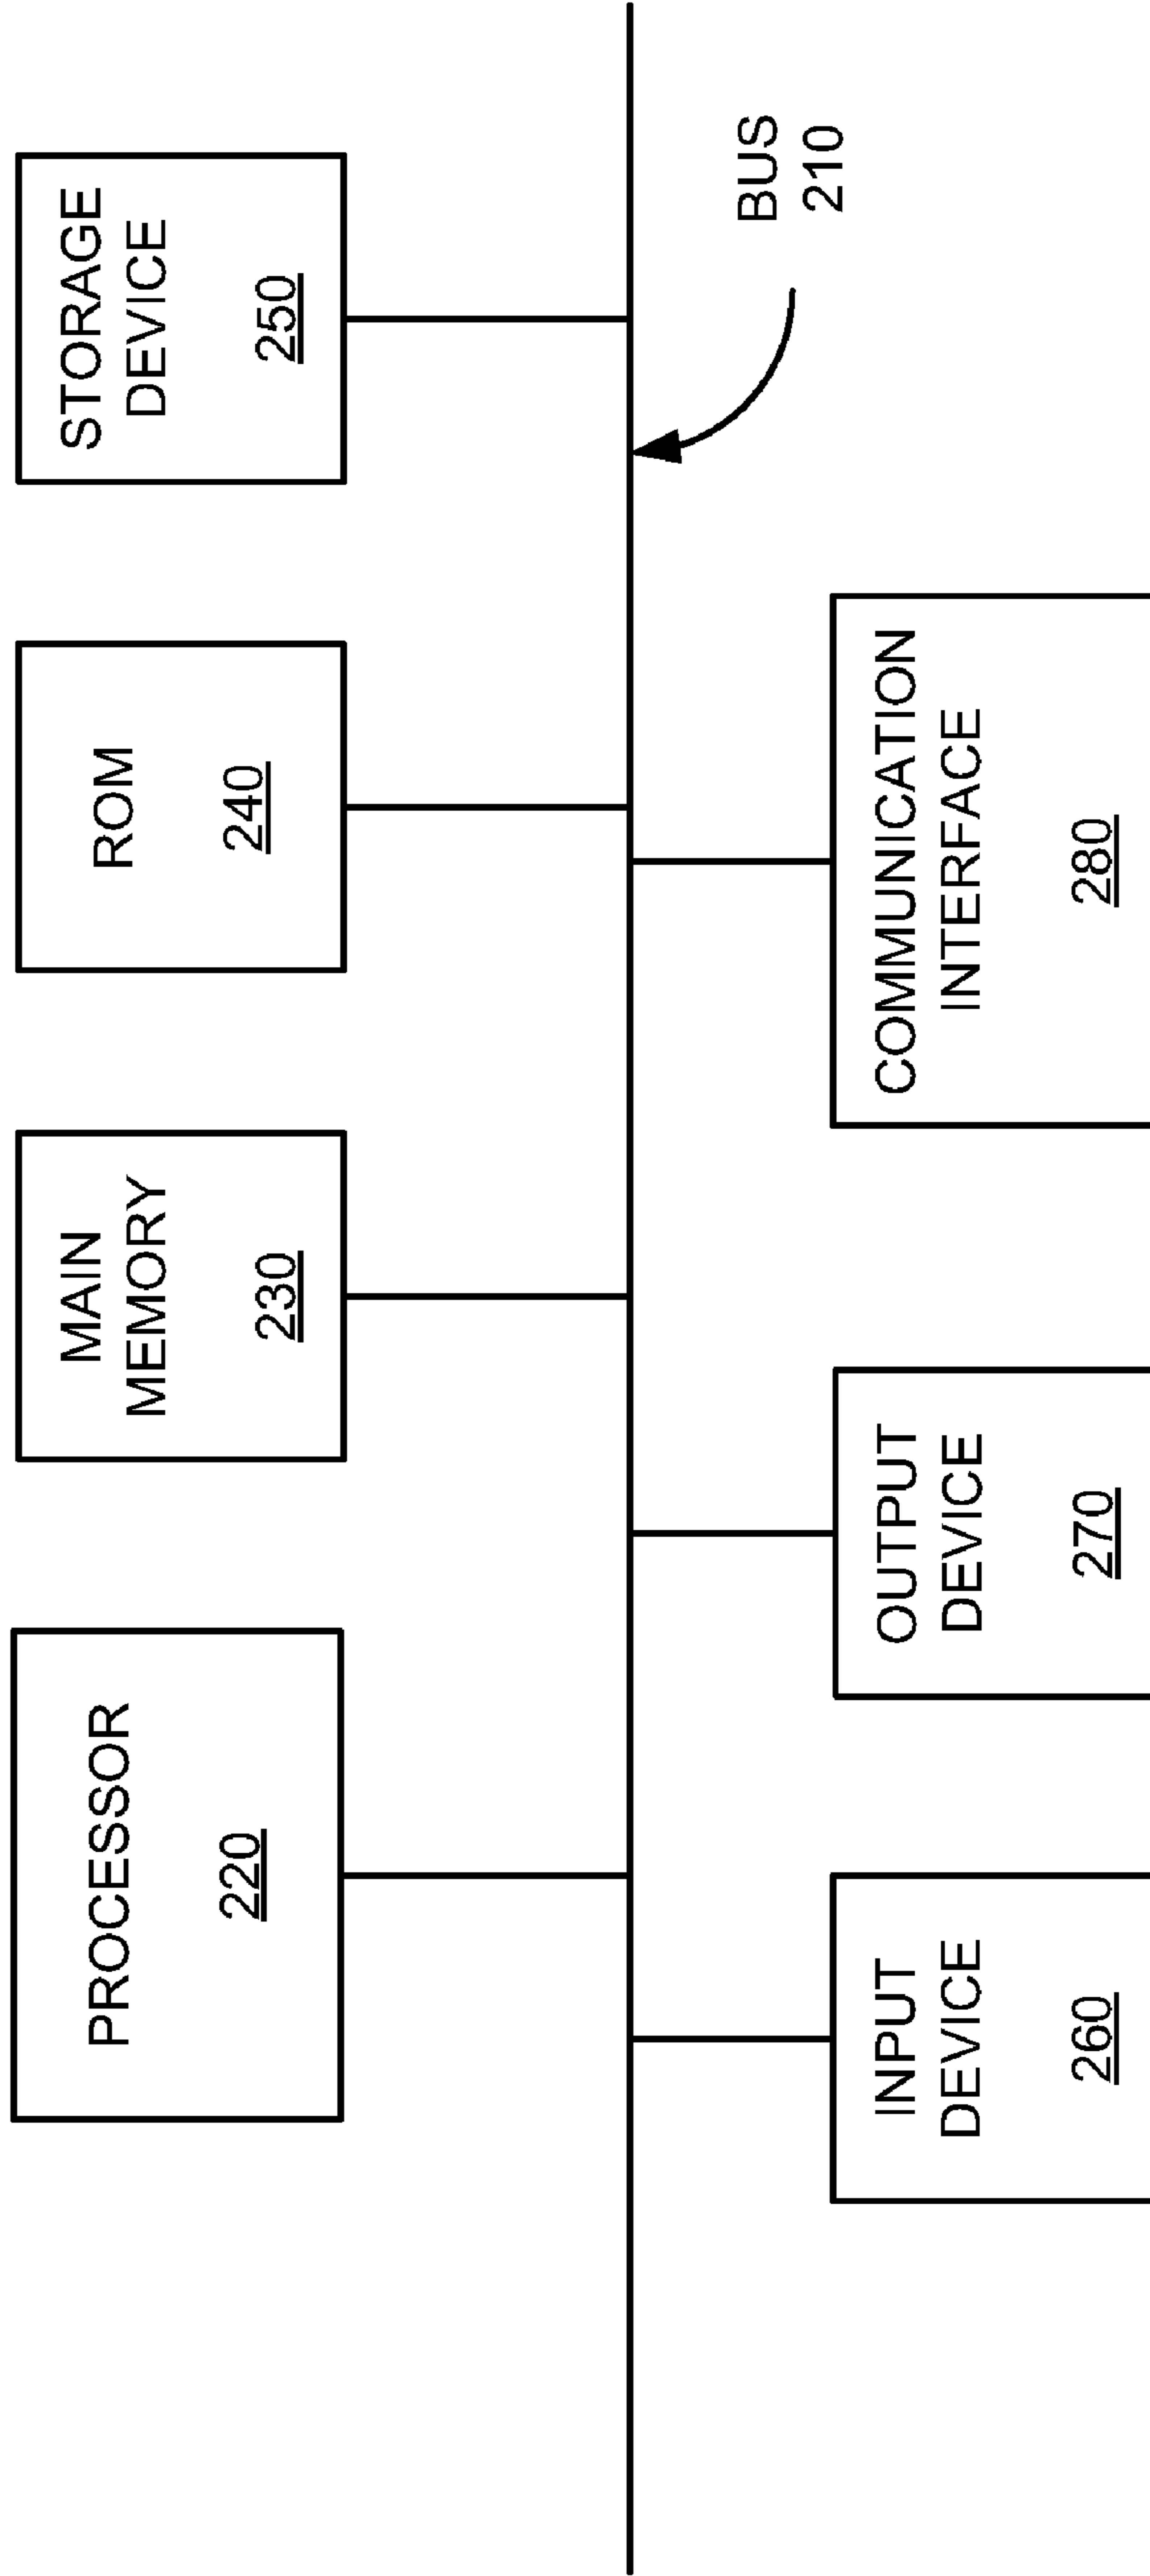 PROCESSOR
220
MAIN
MEMORY
230
ROM
240
STORAGE
DEVICE
250
BUS
210
INPUT
DEVICE
260
OUTPUT
DEVICE
270
COMMUNICATION
INTERFACE
280